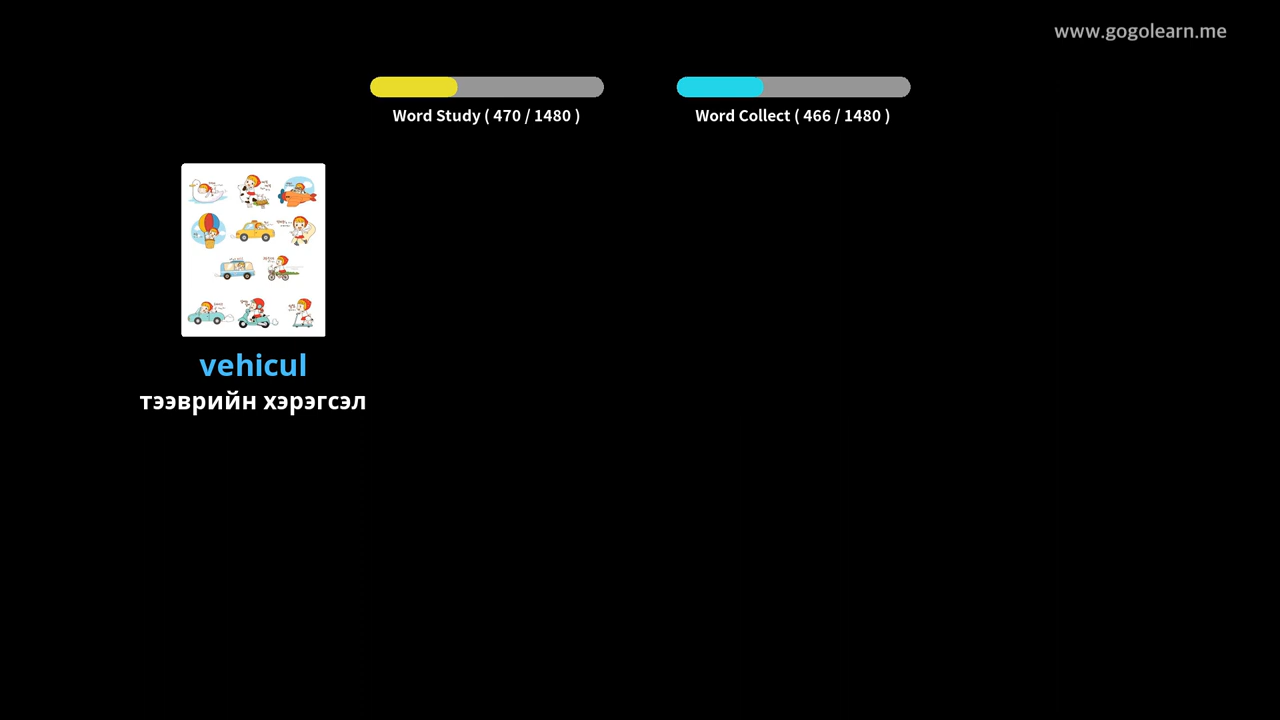 www.gogolearn.me
Word Study ( 470 / 1480 )
Word Collect ( 466 / 1480 )
vehicul
тээврийн хэрэгсэл